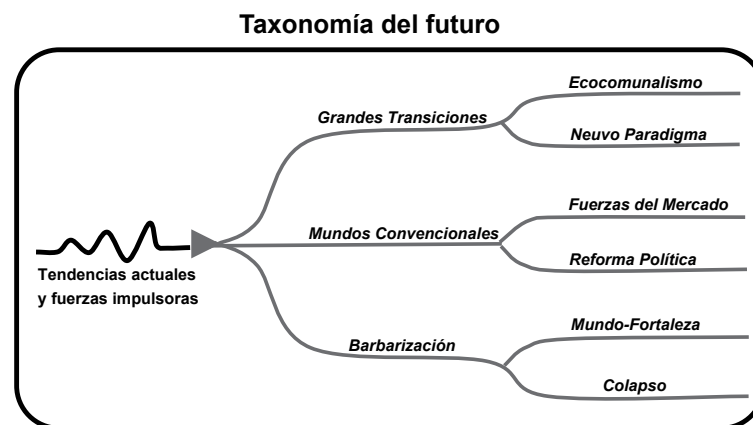 Taxonomía del futuro
Ecocomunalismo
Grandes Transiciones
Neuvo Paradigma
Fuerzas del Mercado
Mundos Convencionales
Reforma Política
Tendencias actuales
y fuerzas impulsoras
Mundo-Fortaleza
Barbarización
Colapso